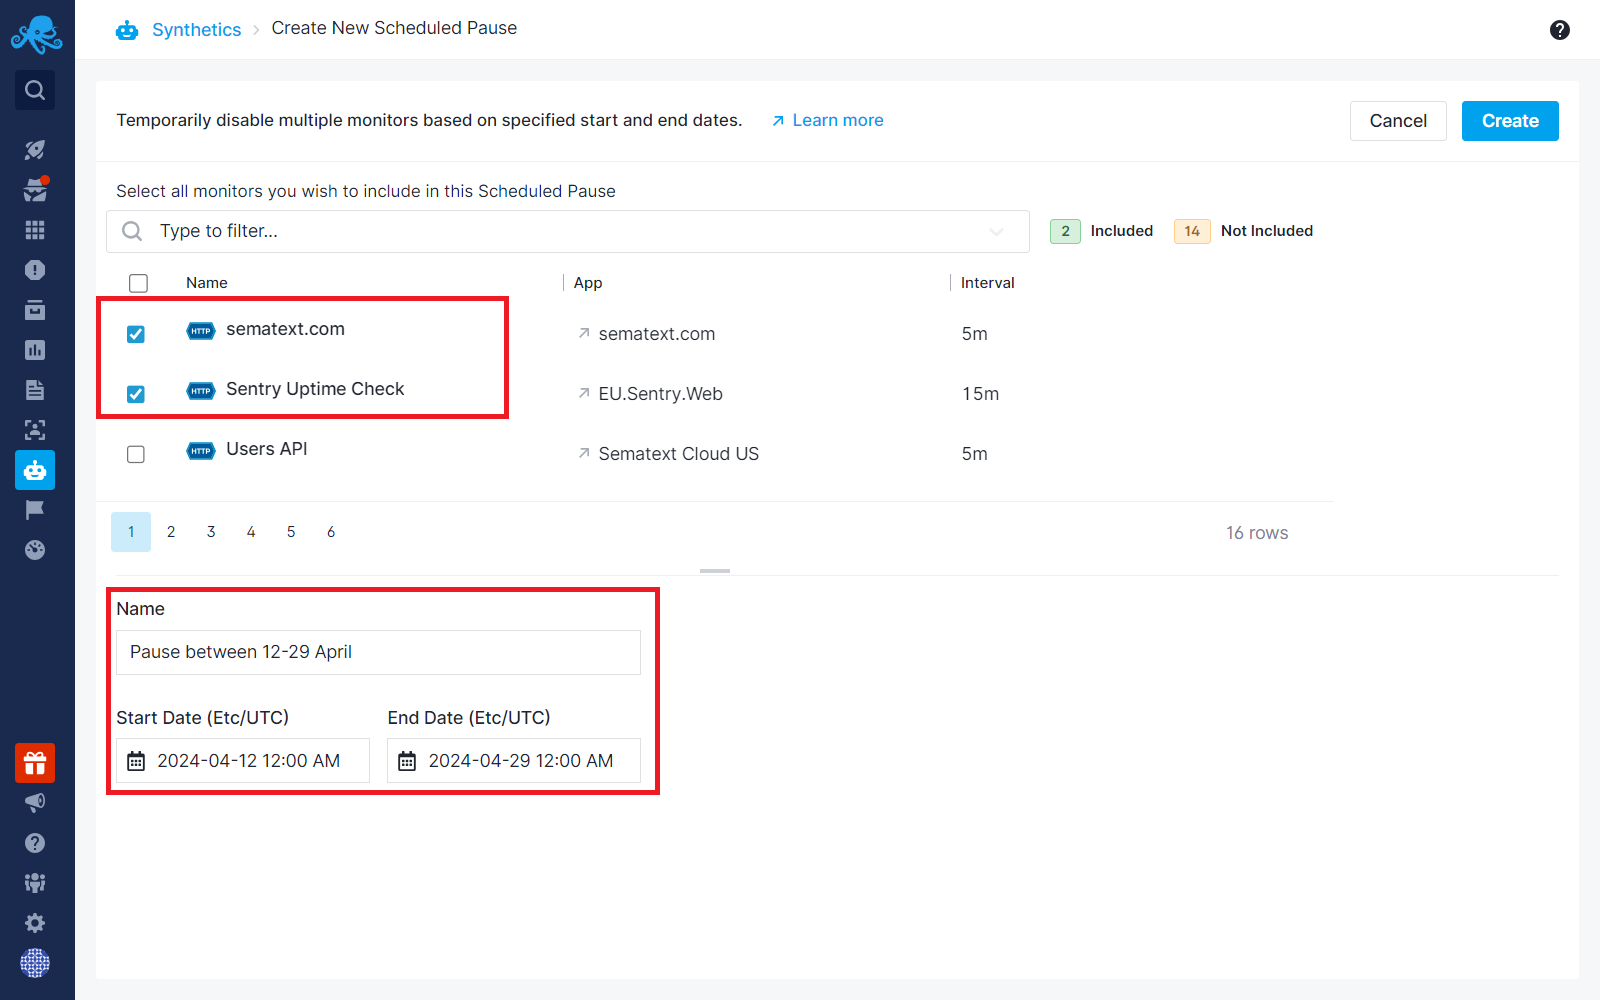 Synthetics > Create New Scheduled Pause
Temporarily disable multiple monitors based on specified start and end dates. Learn more Cancel Create
Select all monitors you wish to include in this Scheduled Pause
Type to filter... 2 Included 14 Not Included
Name App Interval
HTTP sematext.com sematext.com 5m
HTTP Sentry Uptime Check EU.Sentry.Web 15m
HTTP Users API Sematext Cloud US 5m
1 2 3 4 5 6 16 rows
Name
Pause between 12-29 April
Start Date (Etc/UTC) End Date (Etc/UTC)
2024-04-12 12:00 AM 2024-04-29 12:00 AM